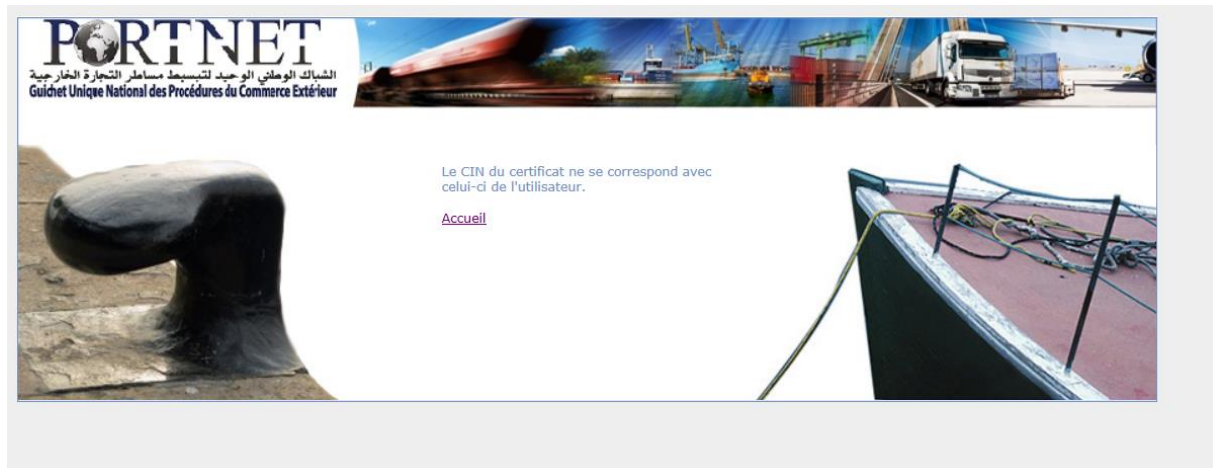 PORTNET
الشباك الوطني الوحيد لتبسيط مساطر التجارة الخارجية
Guichet Unique National des Procédures du Commerce Extérieur
Le CIN du certificat ne se correspond avec
celui-ci de l'utilisateur.
Accueil